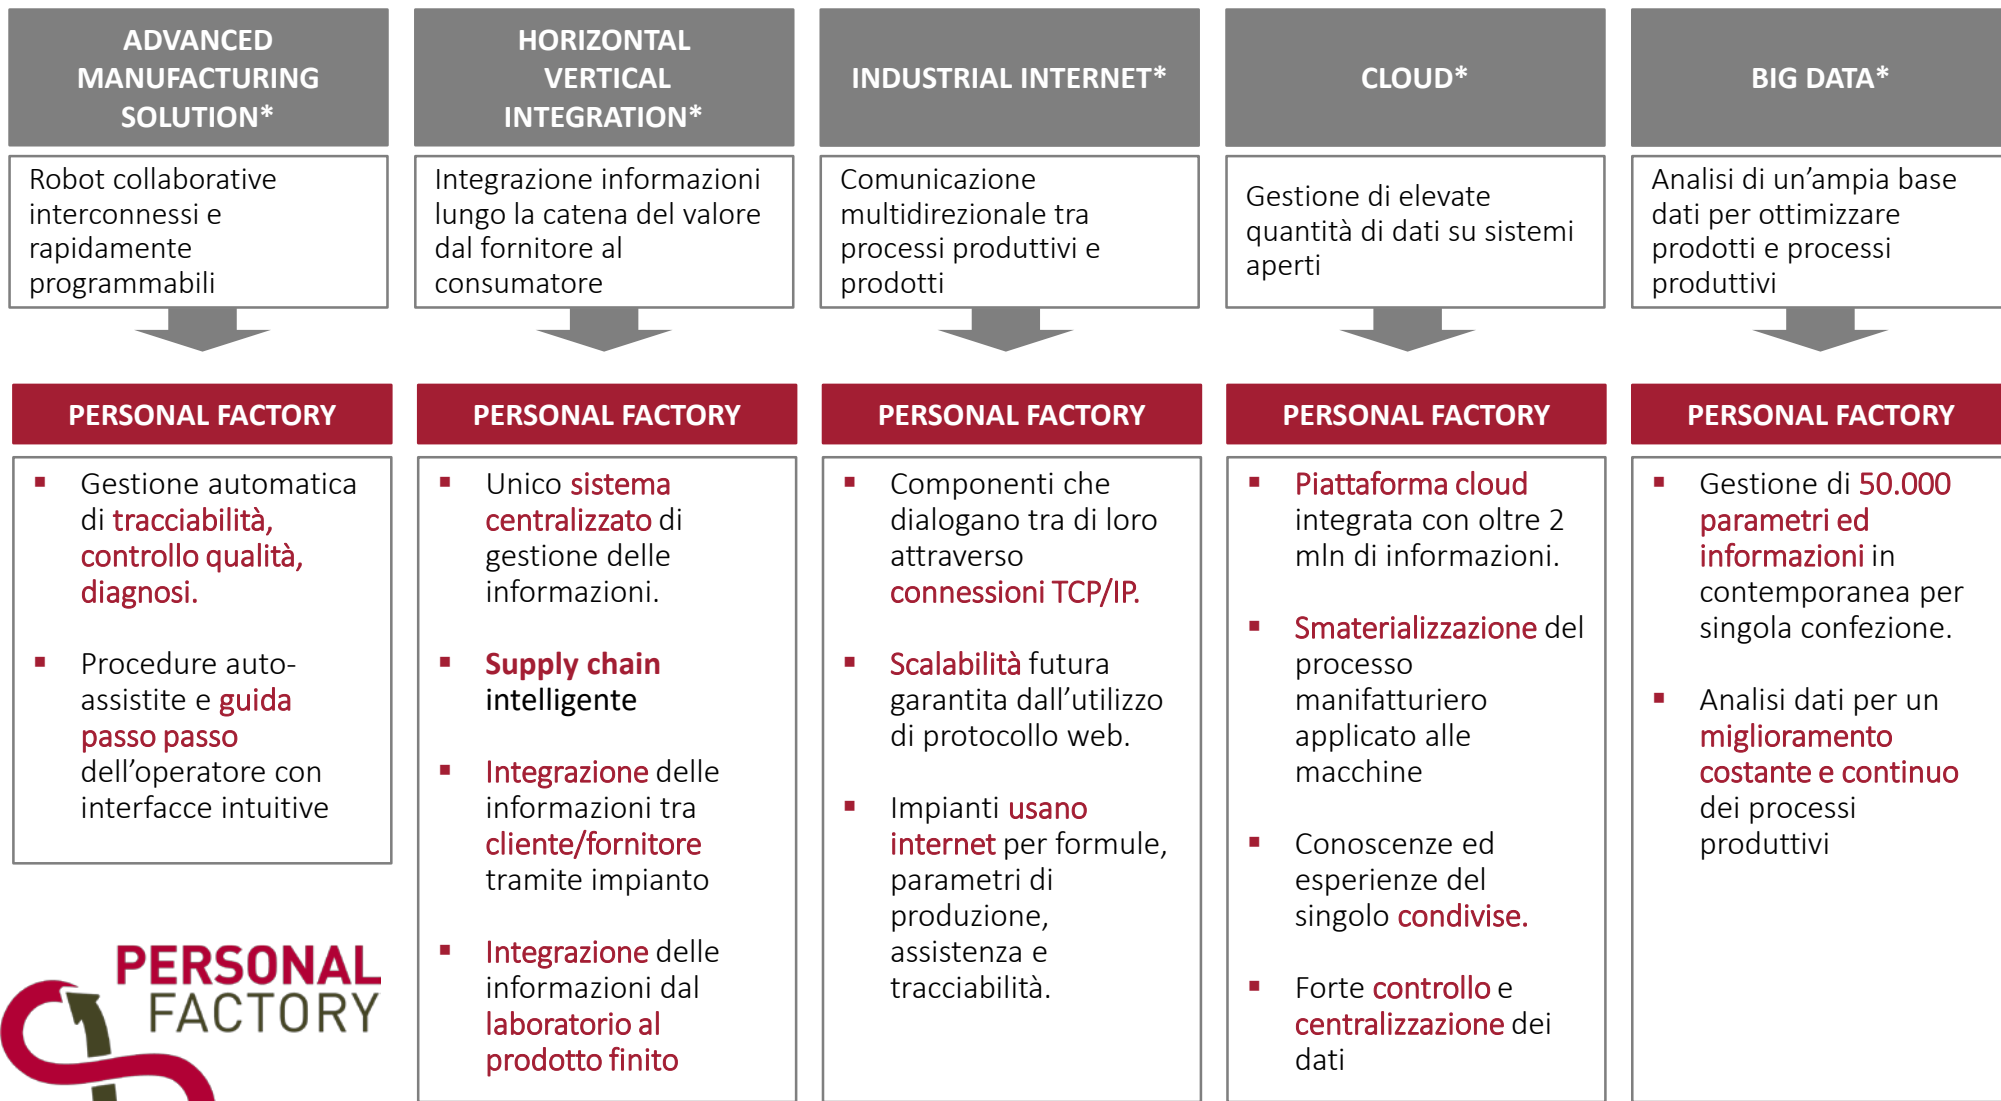 ADVANCED
MANUFACTURING
SOLUTION*
Robot collaborative
interconnessi e
rapidamente
programmabili
PERSONAL FACTORY
▪ Gestione automatica
di tracciabilità,
controllo qualità,
diagnosi.
▪ Procedure auto-
assistite e guida
passo passo
dell’operatore con
interfacce intuitive
HORIZONTAL
VERTICAL
INTEGRATION*
Integrazione informazioni
lungo la catena del valore
dal fornitore al
consumatore
PERSONAL FACTORY
▪ Unico sistema
centralizzato di
gestione delle
informazioni.
▪ Supply chain
intelligente
▪ Integrazione delle
informazioni tra
cliente/fornitore
tramite impianto
▪ Integrazione delle
informazioni dal
laboratorio al
prodotto finito
INDUSTRIAL INTERNET*
Comunicazione
multidirezionale tra
processi produttivi e
prodotti
PERSONAL FACTORY
▪ Componenti che
dialogano tra di loro
attraverso
connessioni TCP/IP.
▪ Scalabilità futura
garantita dall’utilizzo
di protocollo web.
▪ Impianti usano
internet per formule,
parametri di
produzione,
assistenza e
tracciabilità.
CLOUD*
Gestione di elevate
quantità di dati su sistemi
aperti
PERSONAL FACTORY
▪ Piattaforma cloud
integrata con oltre 2
mln di informazioni.
▪ Smaterializzazione del
processo
manifatturiero
applicato alle
macchine
▪ Conoscenze ed
esperienze del
singolo condivise.
▪ Forte controllo e
centralizzazione dei
dati
BIG DATA*
Analisi di un’ampia base
dati per ottimizzare
prodotti e processi
produttivi
PERSONAL FACTORY
▪ Gestione di 50.000
parametri ed
informazioni in
contemporanea per
singola confezione.
▪ Analisi dati per un
miglioramento
costante e continuo
dei processi
produttivi
PERSONAL
FACTORY